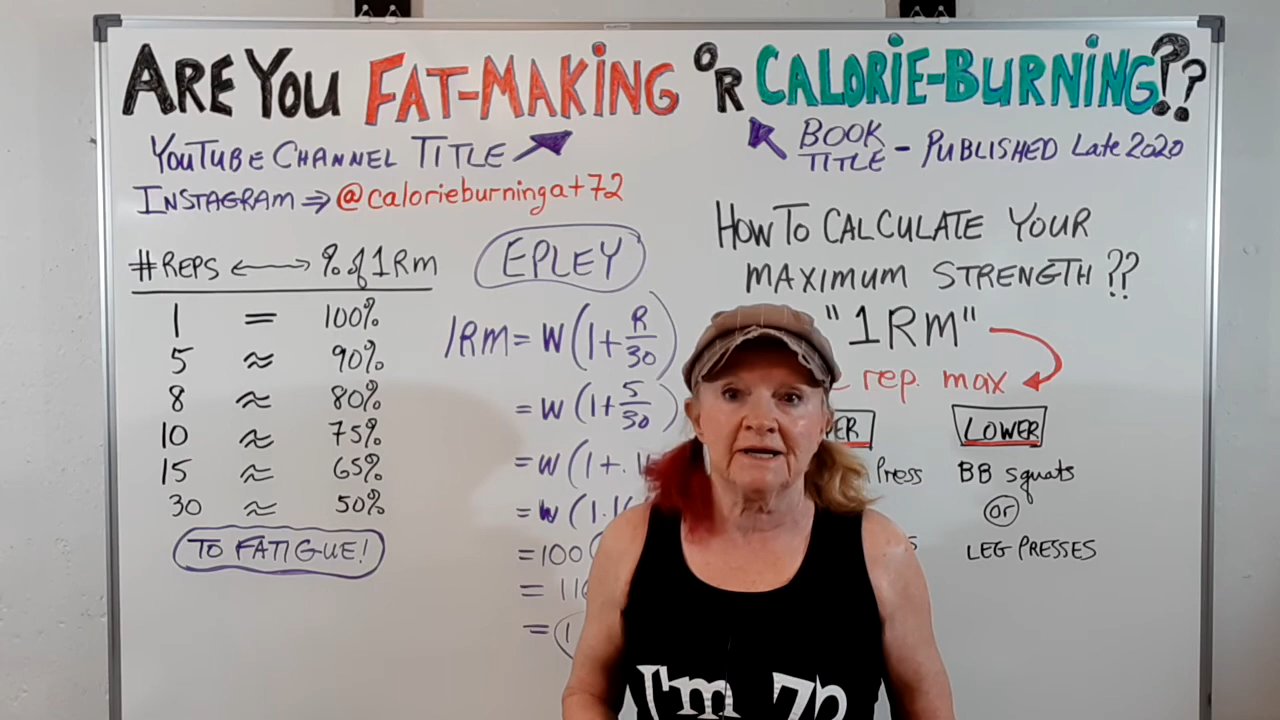 ARE YOU FAT-MAKING OR CALORIE-BURNING??
YOUTUBE CHANNEL TITLE
BOOK TITLE - PUBLISHED Late 2020
INSTAGRAM ⇒ @calorieburningat72
#REPS ⟷ % of 1RM
1 = 100%
5 ≈ 90%
8 ≈ 80%
10 ≈ 75%
15 ≈ 65%
30 ≈ 50%
TO FATIGUE!
EPLEY
1RM = W(1+R/30)
= W(1+5/30)
= W(1+.1
= W(1.1
= 100
= 11
=
HOW TO CALCULATE YOUR
MAXIMUM STRENGTH??
"1RM"
rep. max
LOWER
Press
BB squats
or
LEG PRESSES
I'm 72